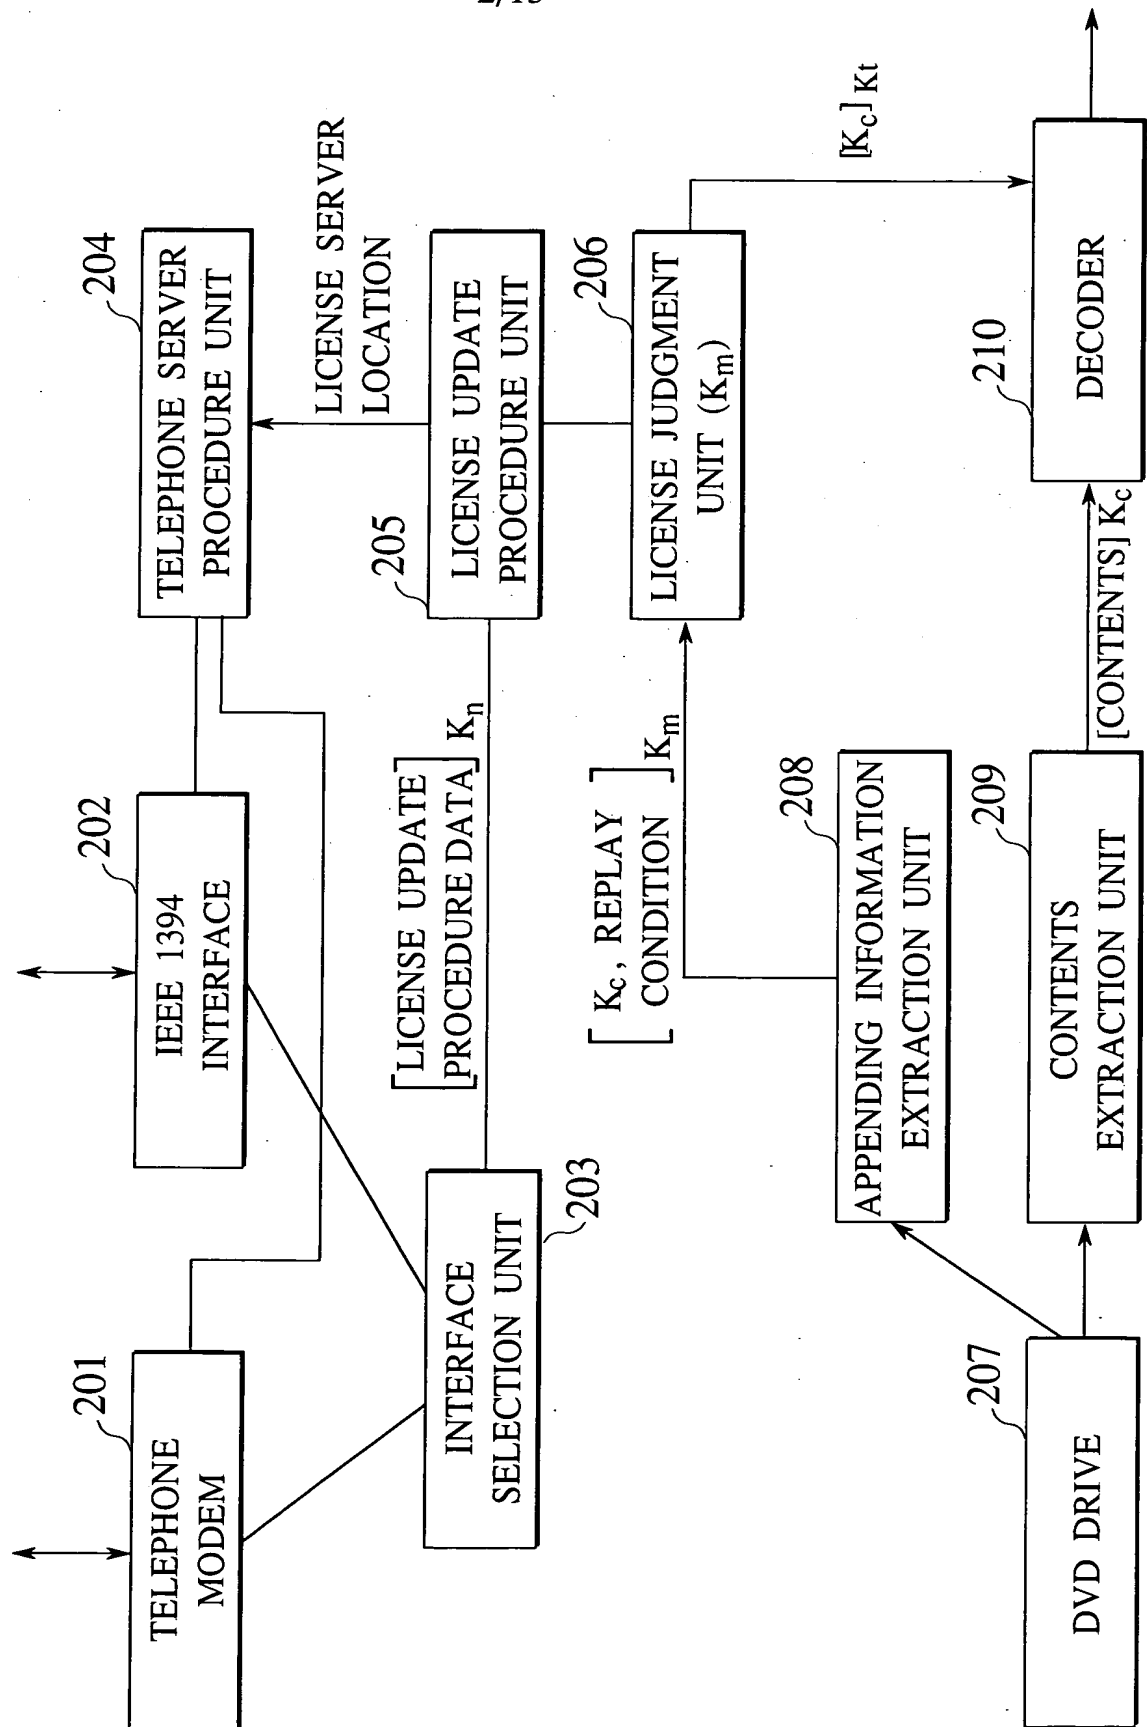 2/13
201
TELEPHONE
MODEM
202
IEEE 1394
INTERFACE
204
TELEPHONE SERVER
PROCEDURE UNIT
LICENSE SERVER
LOCATION
203
INTERFACE
SELECTION UNIT
[LICENSE UPDATE
PROCEDURE DATA] Kn
205
LICENSE UPDATE
PROCEDURE UNIT
[Kc, REPLAY
CONDITION] Km
206
LICENSE JUDGMENT
UNIT (Km)
[Kc] Kt
208
APPENDING INFORMATION
EXTRACTION UNIT
207
DVD DRIVE
209
CONTENTS
EXTRACTION UNIT
[CONTENTS] Kc
210
DECODER